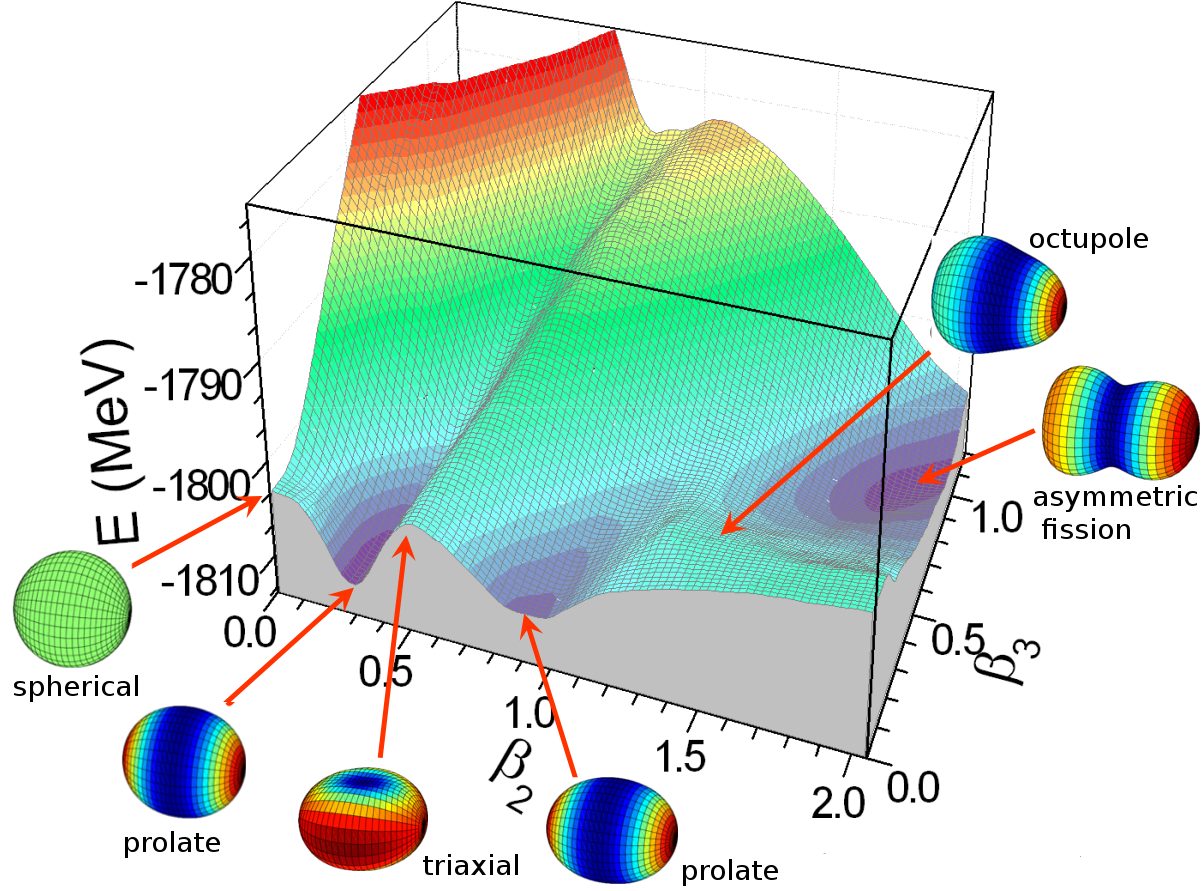 octupole
-1780
E (MeV)
-1790
-1800
asymmetric
fission
1.0
-1810
0.0
0.5
0.5
β3
spherical
1.0
β2
1.5
2.0
0.0
prolate
triaxial
prolate